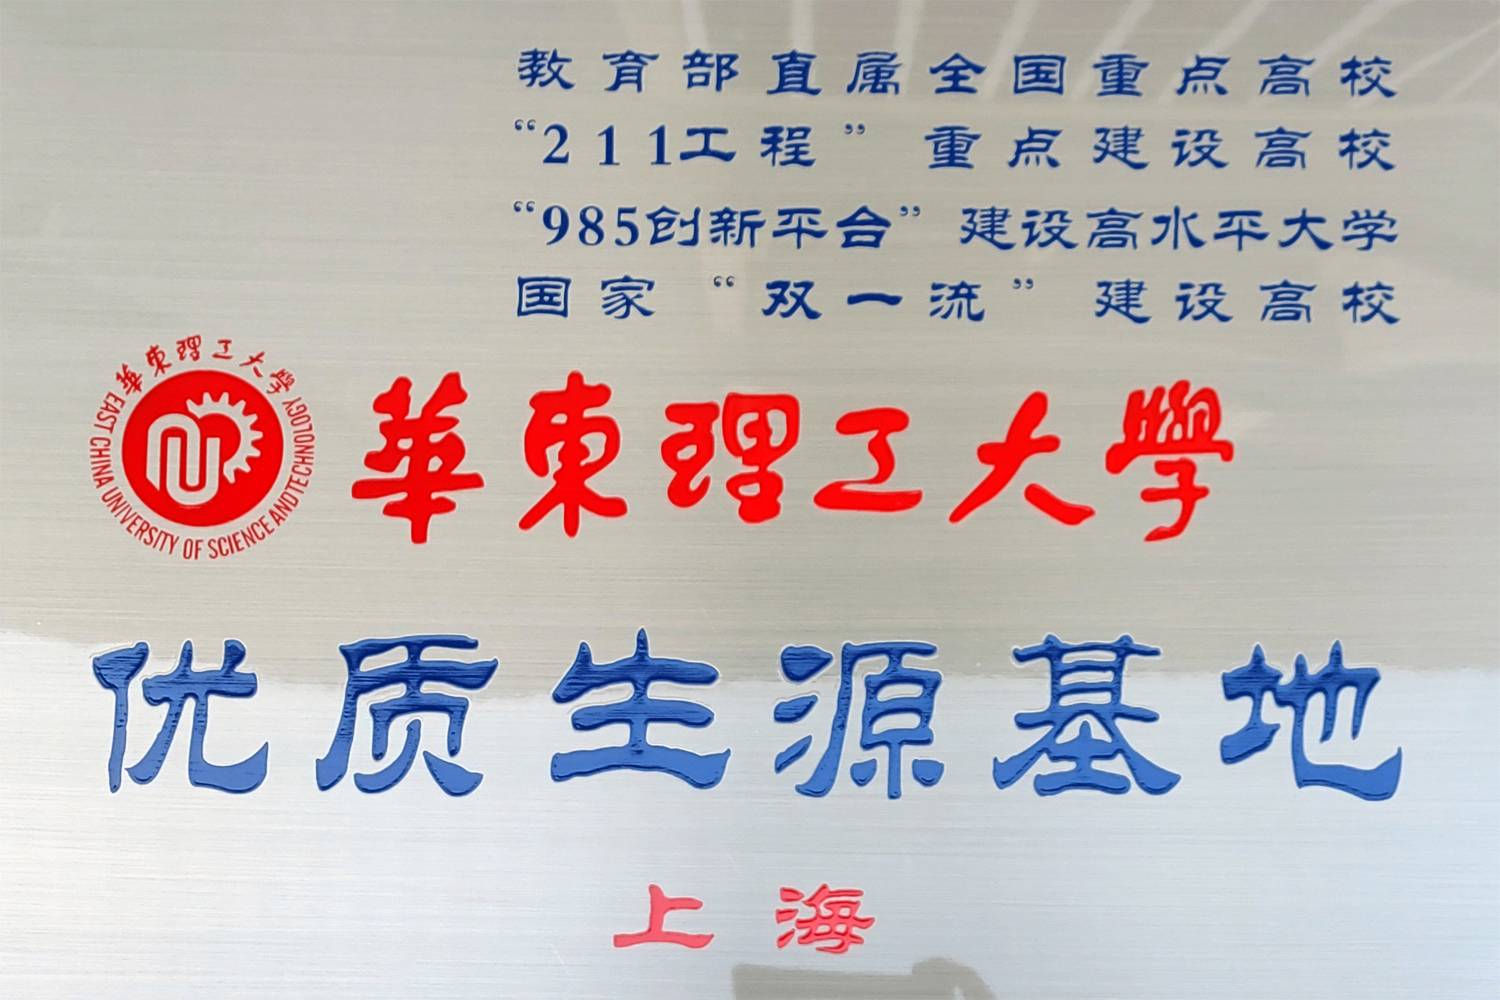 教育部直属全国重点高校
“211工程”重点建设高校
“985创新平台”建设高水平大学
国家“双一流”建设高校
華東理工大學
EAST CHINA UNIVERSITY OF SCIENCE AND TECHNOLOGY
華東理工大學
优质生源基地
上海